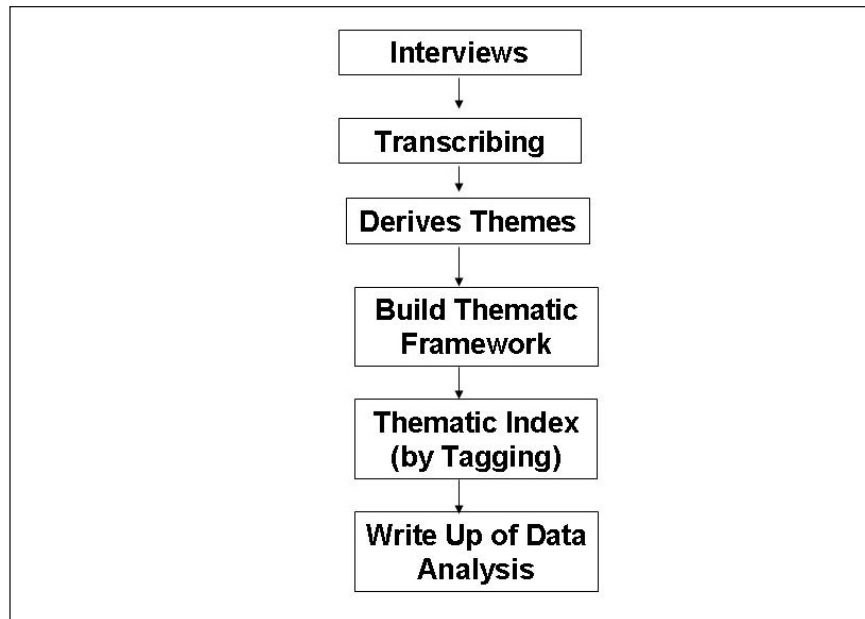 Interviews
Transcribing
Derives Themes
Build Thematic
Framework
Thematic Index
(by Tagging)
Write Up of Data
Analysis